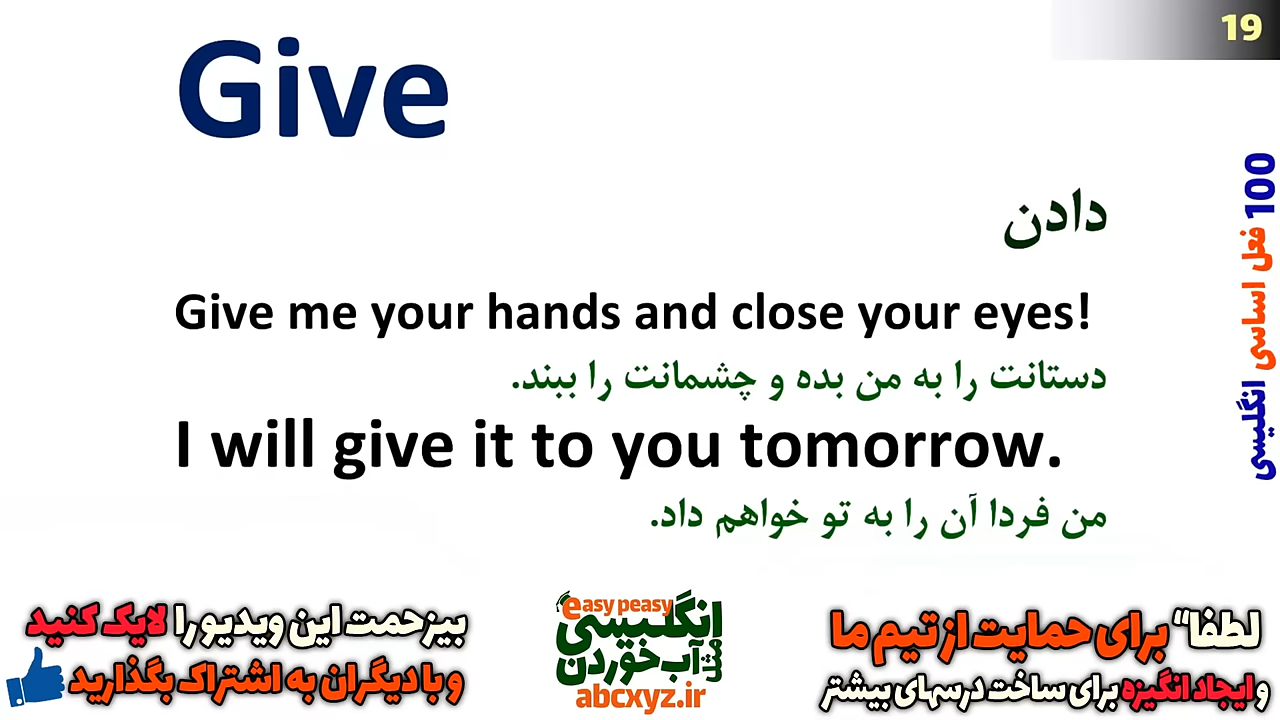 19
Give
دادن
100 فعل اساسی انگلیسی
Give me your hands and close your eyes!
دستانت را به من بده و چشمانت را ببند.
I will give it to you tomorrow.
من فردا آن را به تو خواهم داد.
لطفا" برای حمایت از تیم ما
و ایجاد انگیزه برای ساخت درسهای بیشتر
easy peasy
انگلیسی
مثل آب خوردن
abcxyz.ir
بیزحمت این ویدیو را لایک کنید
و با دیگران به اشتراک بگذارید